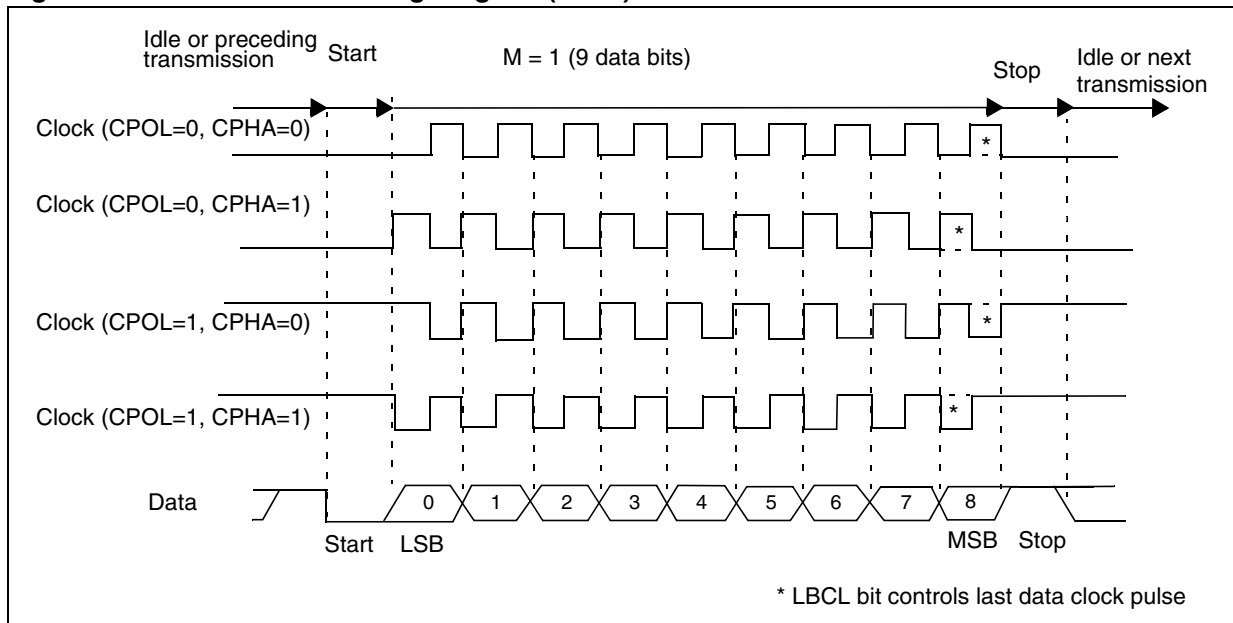 Idle or preceding
transmission
Start
M = 1 (9 data bits)
Stop
Idle or next
transmission
Clock (CPOL=0, CPHA=0)
*
Clock (CPOL=0, CPHA=1)
*
Clock (CPOL=1, CPHA=0)
*
Clock (CPOL=1, CPHA=1)
*
Data
0 1 2 3 4 5 6 7 8
Start LSB MSB Stop
* LBCL bit controls last data clock pulse